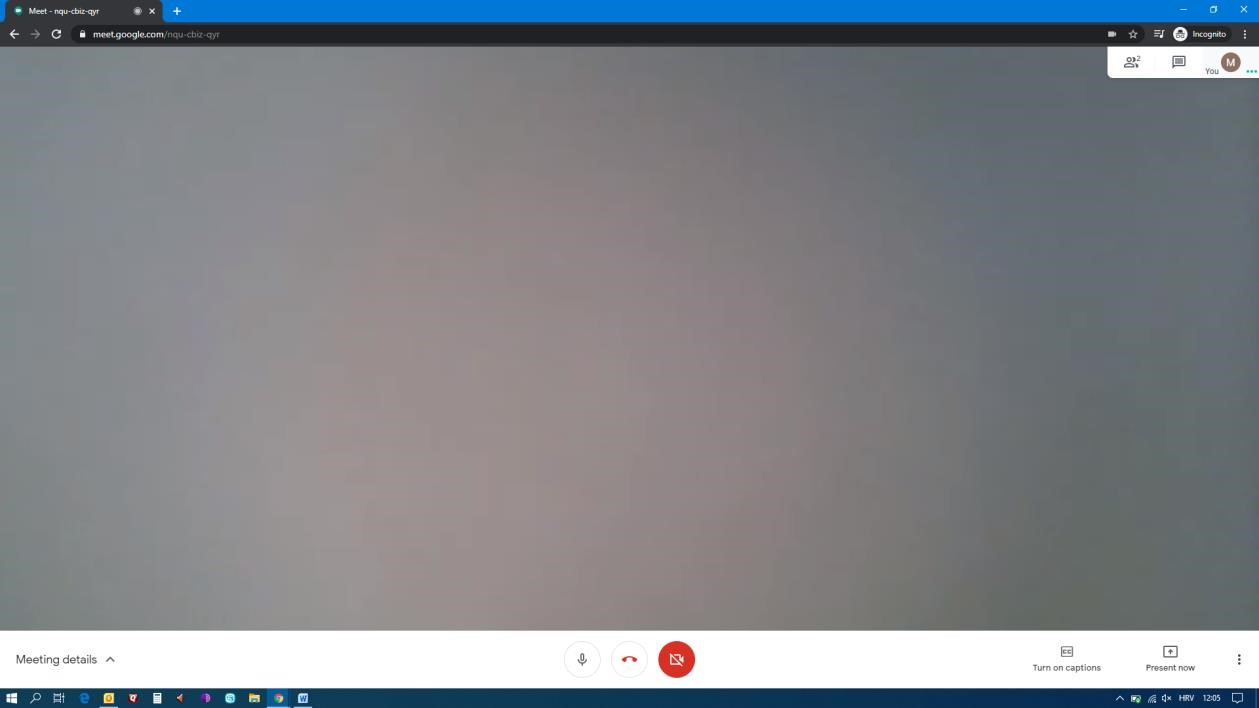 Meet - nqu-cbiz-qyr
meet.google.com/nqu-cbiz-qyr
Incognito
2
You
M
Meeting details
CC
Turn on captions
Present now
HRV
12:05